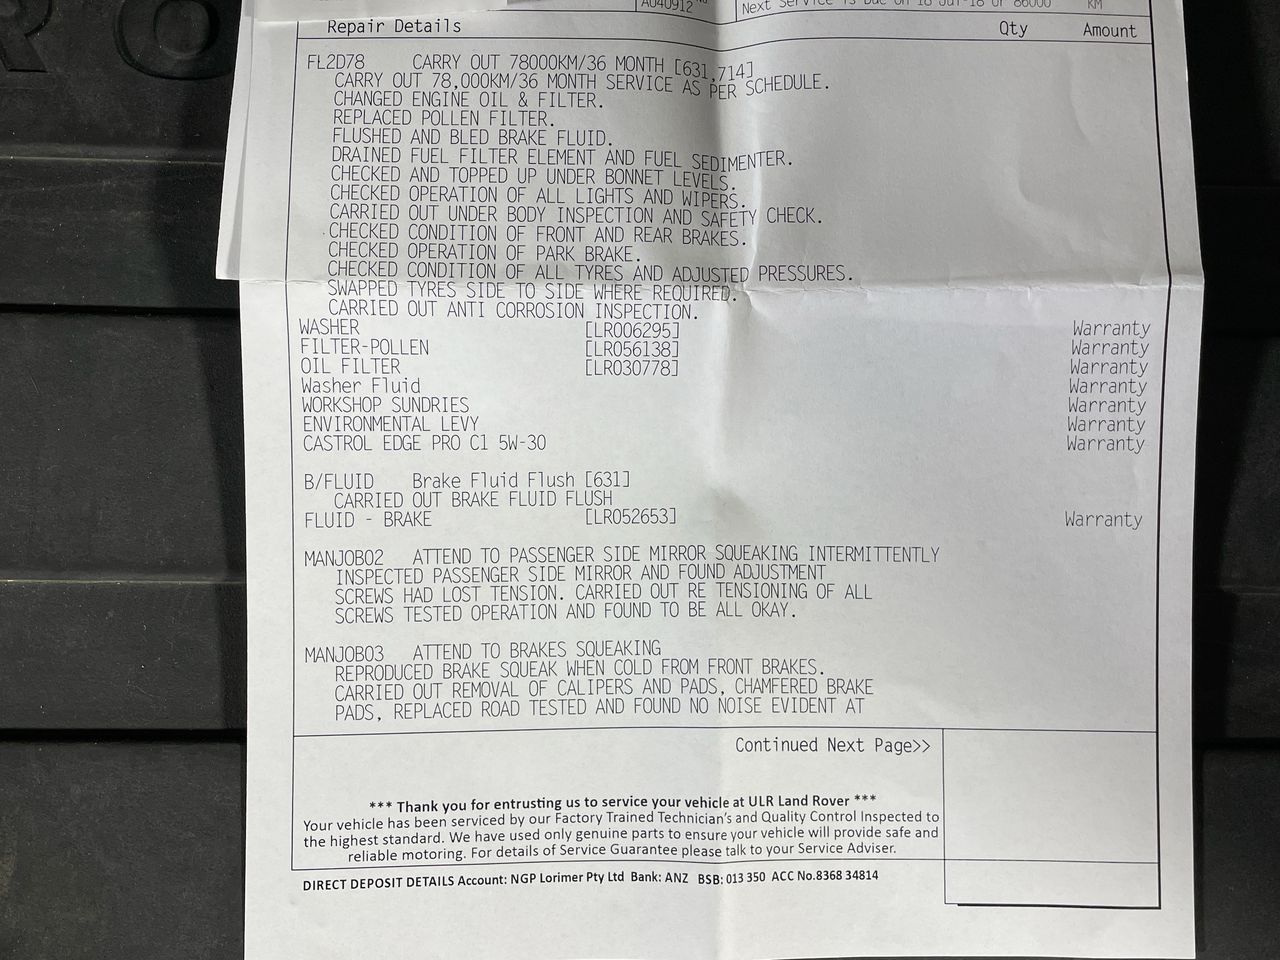 A040912
Next Service is Due on 18 Jul-18 or 86000 KM
Repair Details Qty Amount
FL2D78 CARRY OUT 78000KM/36 MONTH [631,714]
CARRY OUT 78,000KM/36 MONTH SERVICE AS PER SCHEDULE.
CHANGED ENGINE OIL & FILTER.
REPLACED POLLEN FILTER.
FLUSHED AND BLED BRAKE FLUID.
DRAINED FUEL FILTER ELEMENT AND FUEL SEDIMENTER.
CHECKED AND TOPPED UP UNDER BONNET LEVELS.
CHECKED OPERATION OF ALL LIGHTS AND WIPERS.
CARRIED OUT UNDER BODY INSPECTION AND SAFETY CHECK.
CHECKED CONDITION OF FRONT AND REAR BRAKES.
CHECKED OPERATION OF PARK BRAKE.
CHECKED CONDITION OF ALL TYRES AND ADJUSTED PRESSURES.
SWAPPED TYRES SIDE TO SIDE WHERE REQUIRED.
CARRIED OUT ANTI CORROSION INSPECTION.
WASHER [LR006295] Warranty
FILTER-POLLEN [LR056138] Warranty
OIL FILTER [LR030778] Warranty
Washer Fluid Warranty
WORKSHOP SUNDRIES Warranty
ENVIRONMENTAL LEVY Warranty
CASTROL EDGE PRO C1 5W-30 Warranty
B/FLUID Brake Fluid Flush [631]
CARRIED OUT BRAKE FLUID FLUSH
FLUID - BRAKE [LR052653] Warranty
MANJOB02 ATTEND TO PASSENGER SIDE MIRROR SQUEAKING INTERMITTENTLY
INSPECTED PASSENGER SIDE MIRROR AND FOUND ADJUSTMENT
SCREWS HAD LOST TENSION. CARRIED OUT RE TENSIONING OF ALL
SCREWS TESTED OPERATION AND FOUND TO BE ALL OKAY.
MANJOB03 ATTEND TO BRAKES SQUEAKING
REPRODUCED BRAKE SQUEAK WHEN COLD FROM FRONT BRAKES.
CARRIED OUT REMOVAL OF CALIPERS AND PADS, CHAMFERED BRAKE
PADS, REPLACED ROAD TESTED AND FOUND NO NOISE EVIDENT AT
Continued Next Page>>
*** Thank you for entrusting us to service your vehicle at ULR Land Rover ***
Your vehicle has been serviced by our Factory Trained Technician's and Quality Control Inspected to
the highest standard. We have used only genuine parts to ensure your vehicle will provide safe and
reliable motoring. For details of Service Guarantee please talk to your Service Adviser.
DIRECT DEPOSIT DETAILS Account: NGP Lorimer Pty Ltd Bank: ANZ BSB: 013 350 ACC No.8368 34814